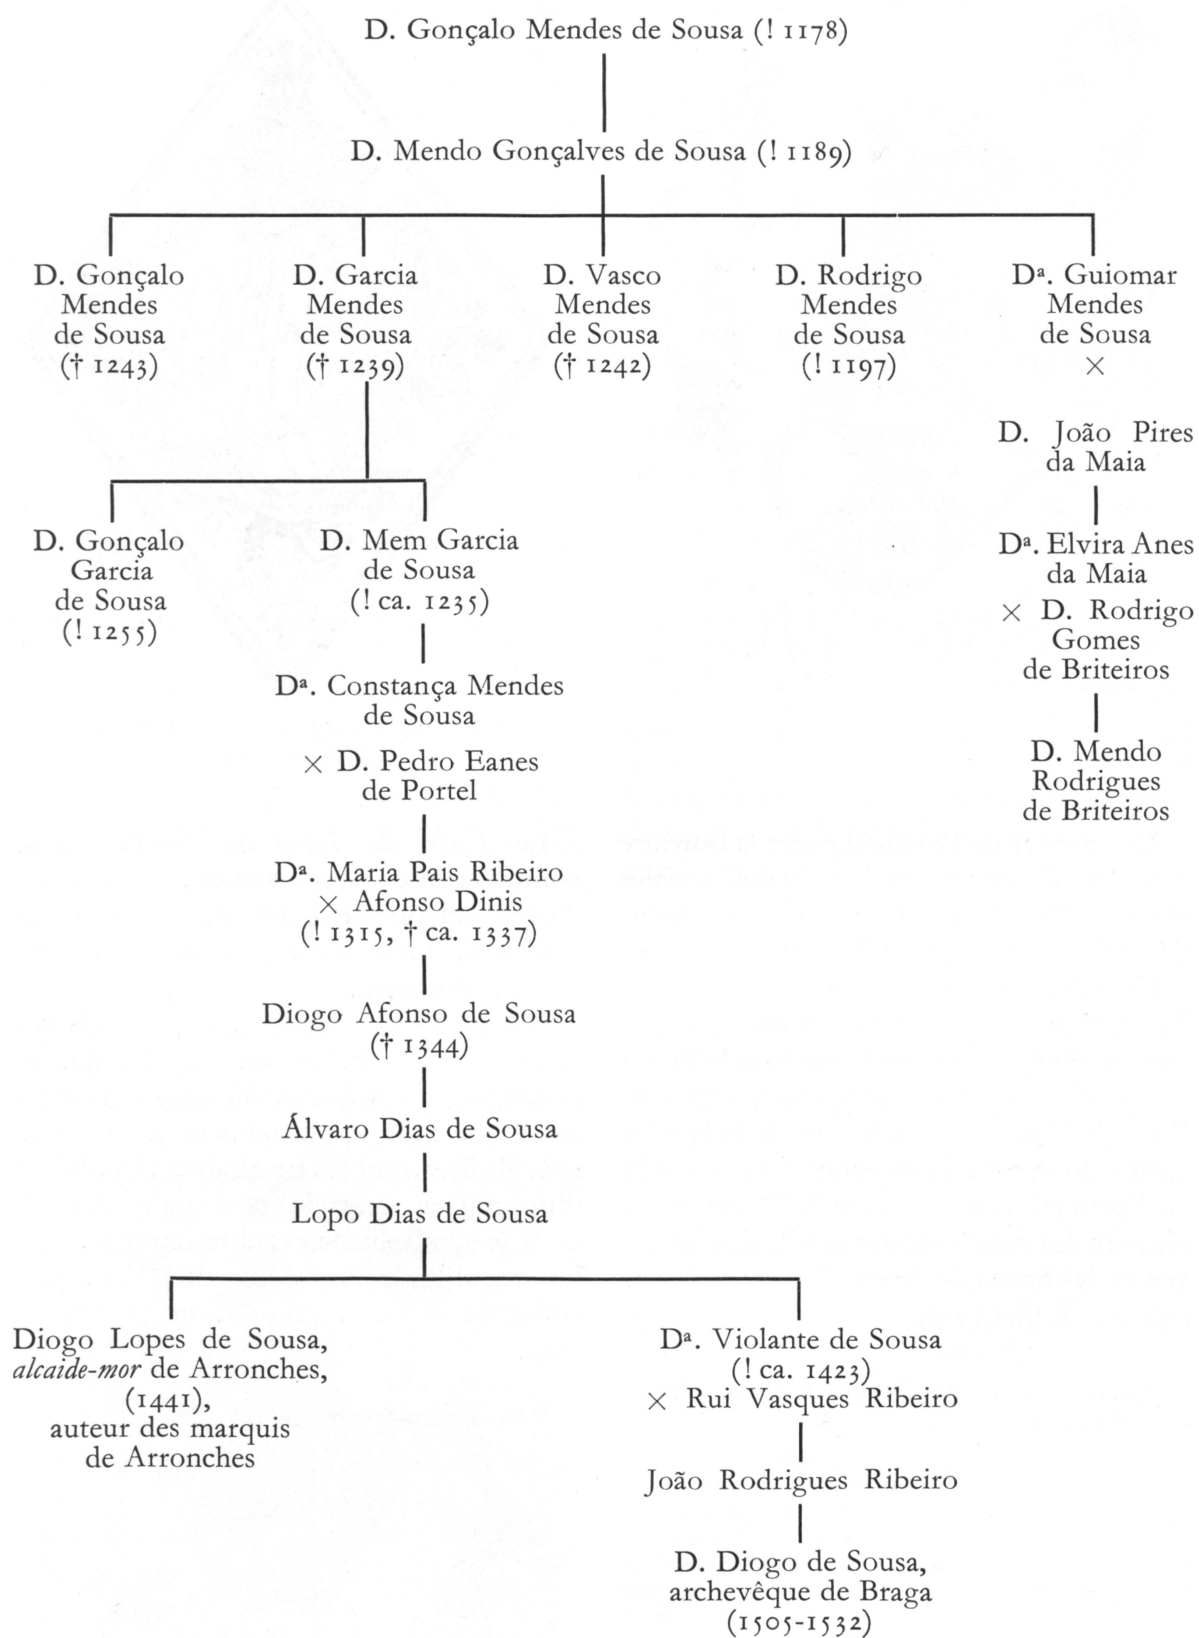 D. Gonçalo Mendes de Sousa (! 1178)
D. Mendo Gonçalves de Sousa (! 1189)
D. Gonçalo
Mendes
de Sousa
(† 1243)
D. Garcia
Mendes
de Sousa
(† 1239)
D. Vasco
Mendes
de Sousa
(† 1242)
D. Rodrigo
Mendes
de Sousa
(! 1197)
Dª. Guiomar
Mendes
de Sousa
×
D. João Pires
da Maia
D. Gonçalo
Garcia
de Sousa
(! 1255)
D. Mem Garcia
de Sousa
(! ca. 1235)
Dª. Elvira Anes
da Maia
× D. Rodrigo
Gomes
de Briteiros
Dª. Constança Mendes
de Sousa
× D. Pedro Eanes
de Portel
D. Mendo
Rodrigues
de Briteiros
Dª. Maria Pais Ribeiro
× Afonso Dinis
(! 1315, † ca. 1337)
Diogo Afonso de Sousa
(† 1344)
Álvaro Dias de Sousa
Lopo Dias de Sousa
Diogo Lopes de Sousa,
alcaide-mor de Arronches,
(1441),
auteur des marquis
de Arronches
Dª. Violante de Sousa
(! ca. 1423)
× Rui Vasques Ribeiro
João Rodrigues Ribeiro
D. Diogo de Sousa,
archevêque de Braga
(1505-1532)